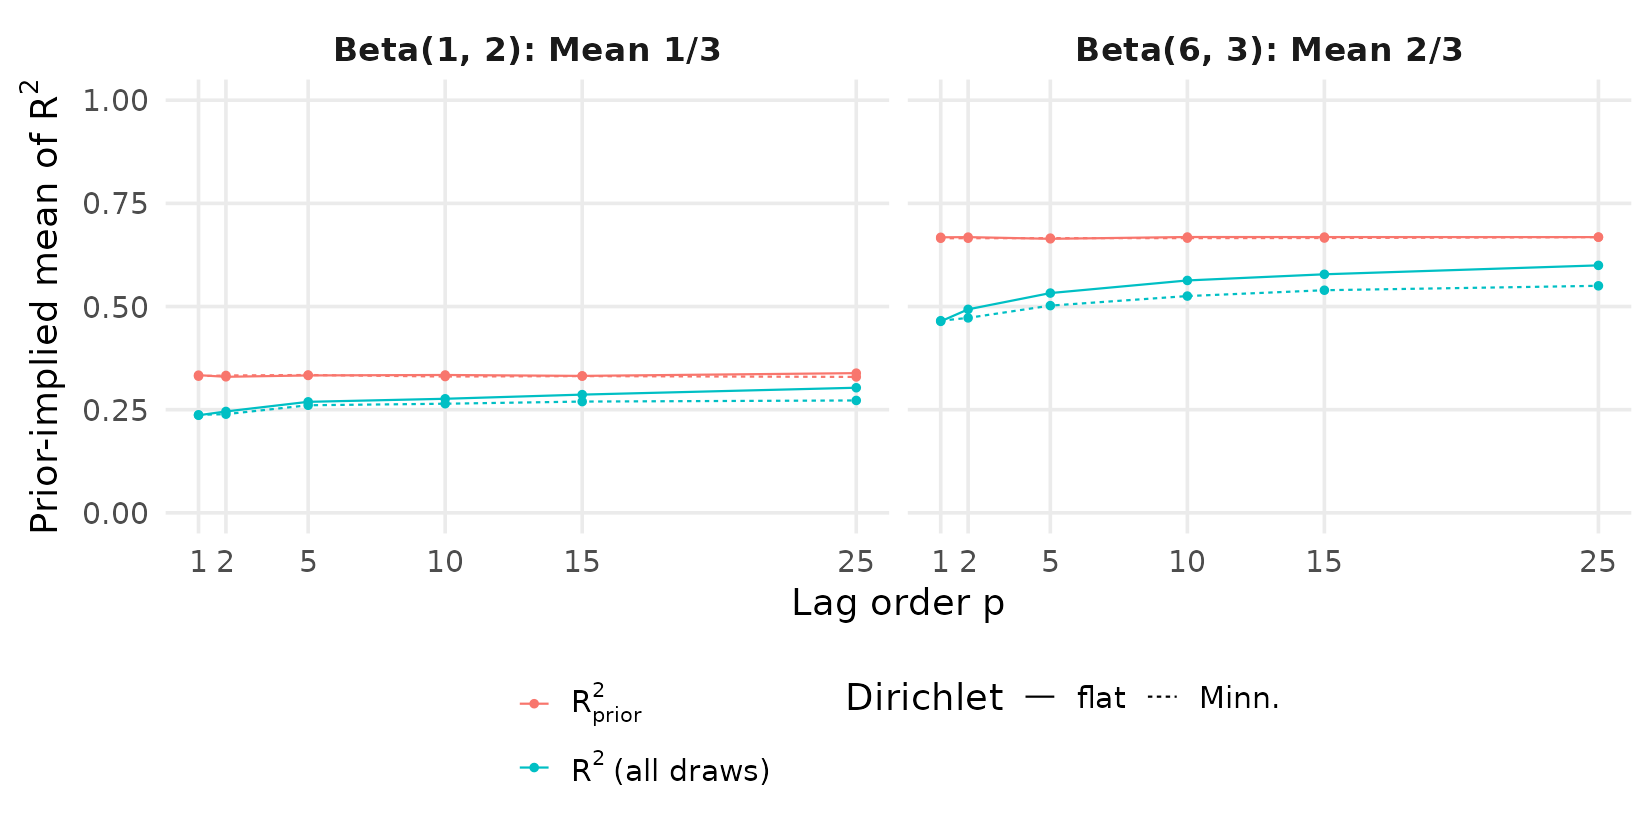 Beta(1, 2): Mean 1/3
Beta(6, 3): Mean 2/3
Prior-implied mean of R²
1.00
0.75
0.50
0.25
0.00
1 2 5 10 15 25
1 2 5 10 15 25
Lag order p
R²prior
R² (all draws)
Dirichlet flat Minn.